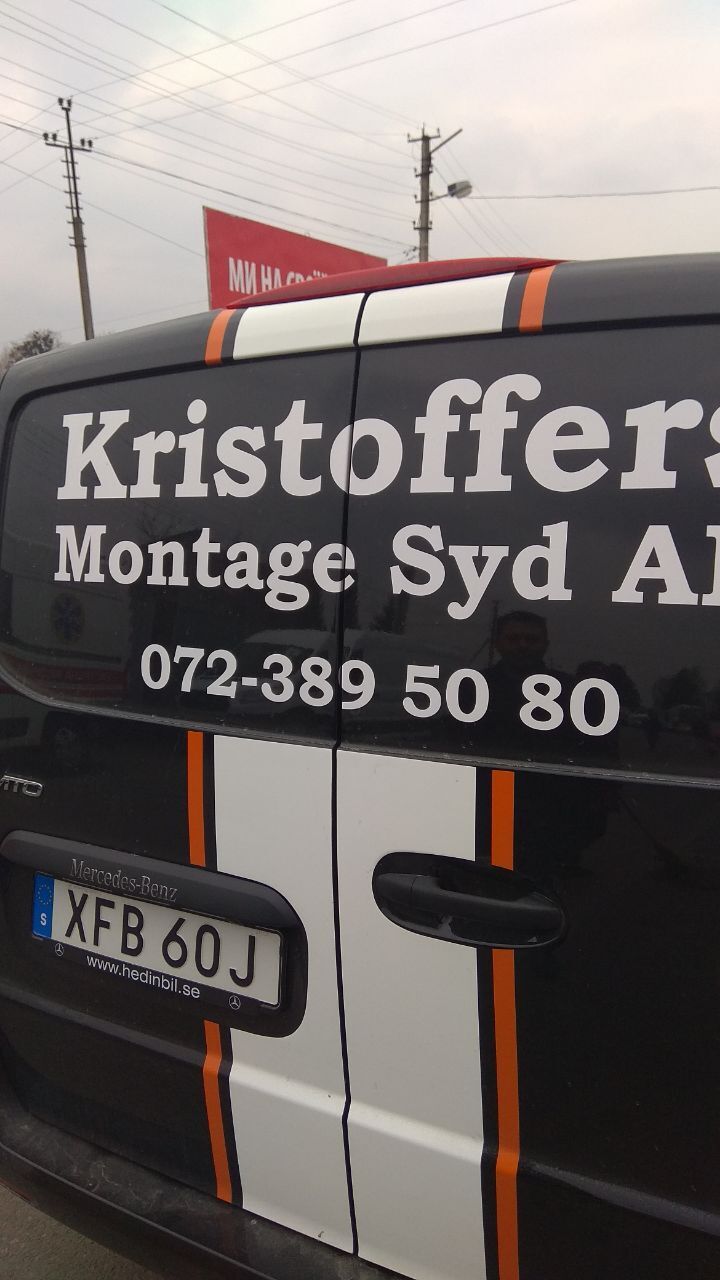 МИ НА СВОЇЙ
Kristoffers
Montage Syd AB
072-389 50 80
Mercedes-Benz
S
XFB 60J
www.hedinbil.se